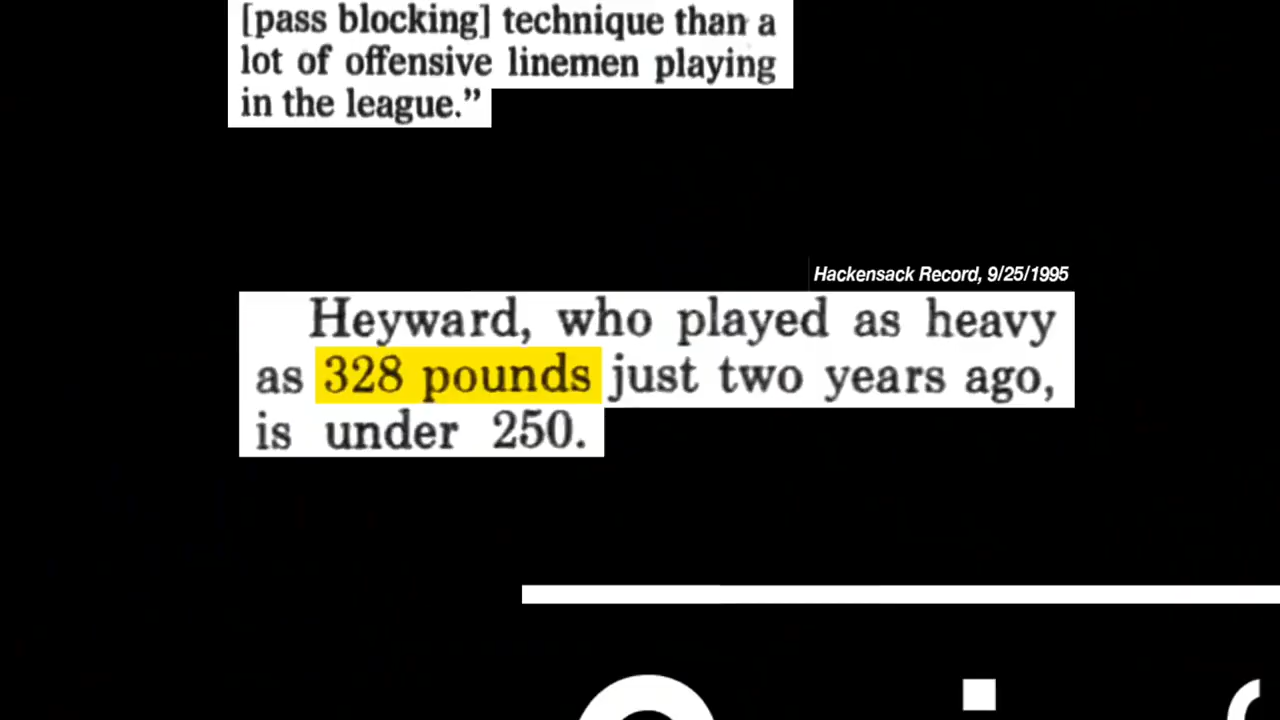 [pass blocking] technique than a
lot of offensive linemen playing
in the league.”
Hackensack Record, 9/25/1995
Heyward, who played as heavy
as 328 pounds just two years ago,
is under 250.